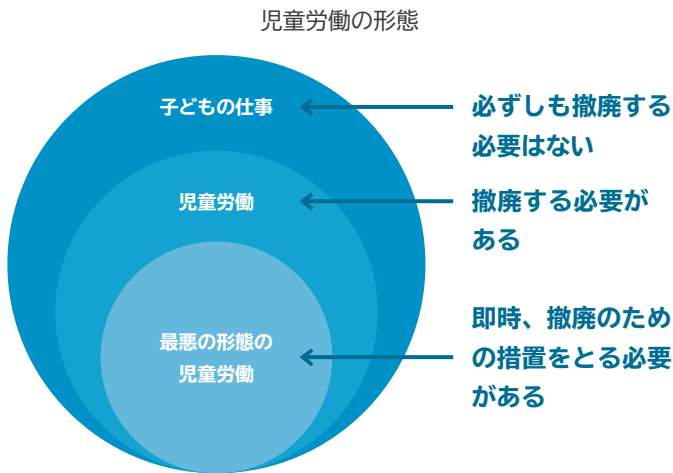 児童労働の形態
子どもの仕事
必ずしも撤廃する
必要はない
児童労働
撤廃する必要が
ある
最悪の形態の
児童労働
即時、撤廃のため
の措置をとる必要
がある